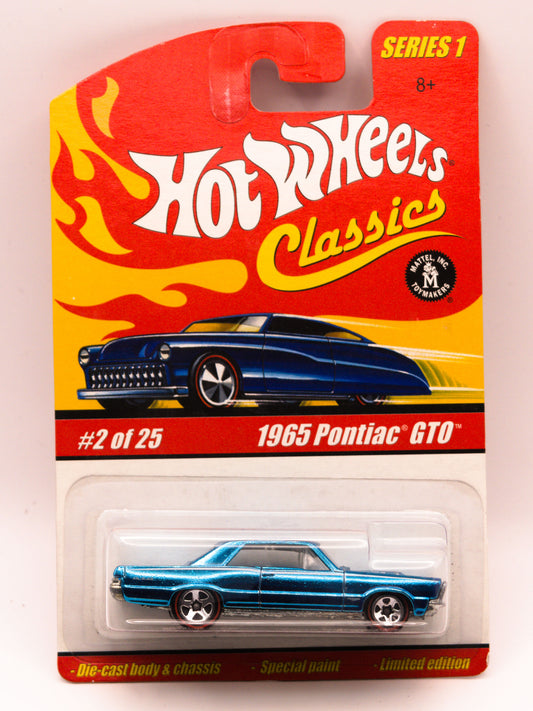 SERIES 1
8+
HOT WHEELS®
Classics
MATTEL, INC.
M
TOYMAKERS®
#2 of 25
1965 Pontiac® GTO™
- Die-cast body & chassis
- Special paint
- Limited edition